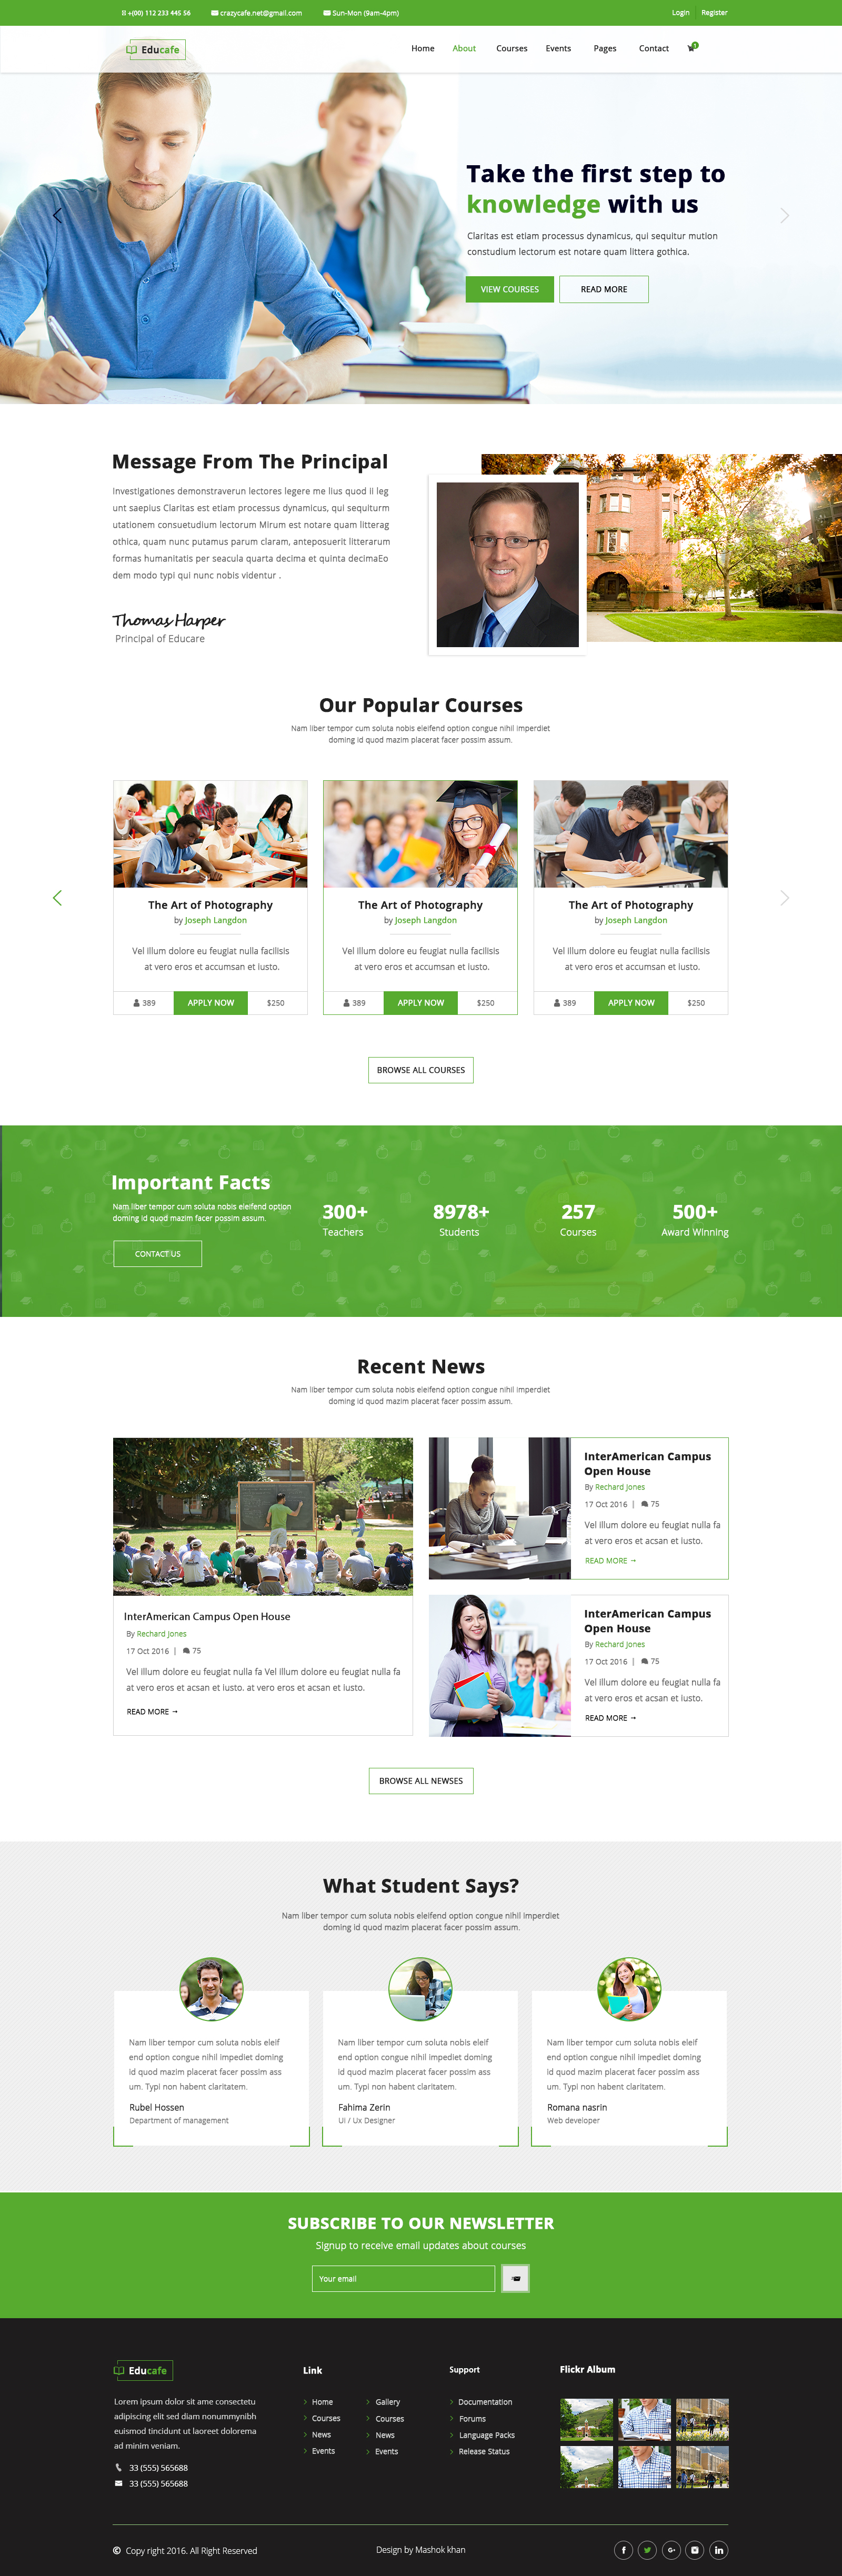 +(00) 112 233 445 56
crazycafe.net@gmail.com
Sun-Mon (9am-4pm)
Login
Register
Educafe
Home
About
Courses
Events
Pages
Contact
1
Take the first step to
knowledge with us
Claritas est etiam processus dynamicus, qui sequitur mution
constudium lectorum est notare quam littera gothica.
VIEW COURSES
READ MORE
Message From The Principal
Investigationes demonstraverun lectores legere me lius quod ii leg
unt saepius Claritas est etiam processus dynamicus, qui sequiturm
utationem consuetudium lectorum Mirum est notare quam litterag
othica, quam nunc putamus parum claram, anteposuerit litterarum
formas humanitatis per seacula quarta decima et quinta decimaEo
dem modo typi qui nunc nobis videntur .
Thomas Harper
Principal of Educare
Our Popular Courses
Nam liber tempor cum soluta nobis eleifend option congue nihil imperdiet
doming id quod mazim placerat facer possim assum.
The Art of Photography
by Joseph Langdon
Vel illum dolore eu feugiat nulla facilisis
at vero eros et accumsan et iusto.
389
APPLY NOW
$250
The Art of Photography
by Joseph Langdon
Vel illum dolore eu feugiat nulla facilisis
at vero eros et accumsan et iusto.
389
APPLY NOW
$250
The Art of Photography
by Joseph Langdon
Vel illum dolore eu feugiat nulla facilisis
at vero eros et accumsan et iusto.
389
APPLY NOW
$250
BROWSE ALL COURSES
Important Facts
Nam liber tempor cum soluta nobis eleifend option
doming id quod mazim placerat facer possim assum.
CONTACT US
300+
Teachers
8978+
Students
257
Courses
500+
Award Winning
Recent News
Nam liber tempor cum soluta nobis eleifend option congue nihil imperdiet
doming id quod mazim placerat facer possim assum.
InterAmerican Campus Open House
By Rechard Jones
17 Oct 2016 | 75
Vel illum dolore eu feugiat nulla fa Vel illum dolore eu feugiat nulla fa
at vero eros et acsan et iusto. at vero eros et acsan et iusto.
READ MORE →
InterAmerican Campus
Open House
By Rechard Jones
17 Oct 2016 | 75
Vel illum dolore eu feugiat nulla fa
at vero eros et acsan et iusto.
READ MORE →
InterAmerican Campus
Open House
By Rechard Jones
17 Oct 2016 | 75
Vel illum dolore eu feugiat nulla fa
at vero eros et acsan et iusto.
READ MORE →
BROWSE ALL NEWSES
What Student Says?
Nam liber tempor cum soluta nobis eleifend option congue nihil imperdiet
doming id quod mazim placerat facer possim assum.
Nam liber tempor cum soluta nobis eleif
end option congue nihil impediet doming
id quod mazim placerat facer possim ass
um. Typi non habent claritatem.
Rubel Hossen
Department of management
Nam liber tempor cum soluta nobis eleif
end option congue nihil impediet doming
id quod mazim placerat facer possim ass
um. Typi non habent claritatem.
Fahima Zerin
Ui / Ux Designer
Nam liber tempor cum soluta nobis eleif
end option congue nihil impediet doming
id quod mazim placerat facer possim ass
um. Typi non habent claritatem.
Romana nasrin
Web developer
SUBSCRIBE TO OUR NEWSLETTER
Signup to receive email updates about courses
Your email
Educafe
Lorem ipsum dolor sit ame consectetu
adipiscing elit sed diam nonummynibh
euismod tincidunt ut laoreet dolorema
ad minim veniam.
33 (555) 565688
33 (555) 565688
Link
Home
Courses
News
Events
Gallery
Courses
News
Events
Support
Documentation
Forums
Language Packs
Release Status
Flickr Album
© Copy right 2016. All Right Reserved
Design by Mashok khan